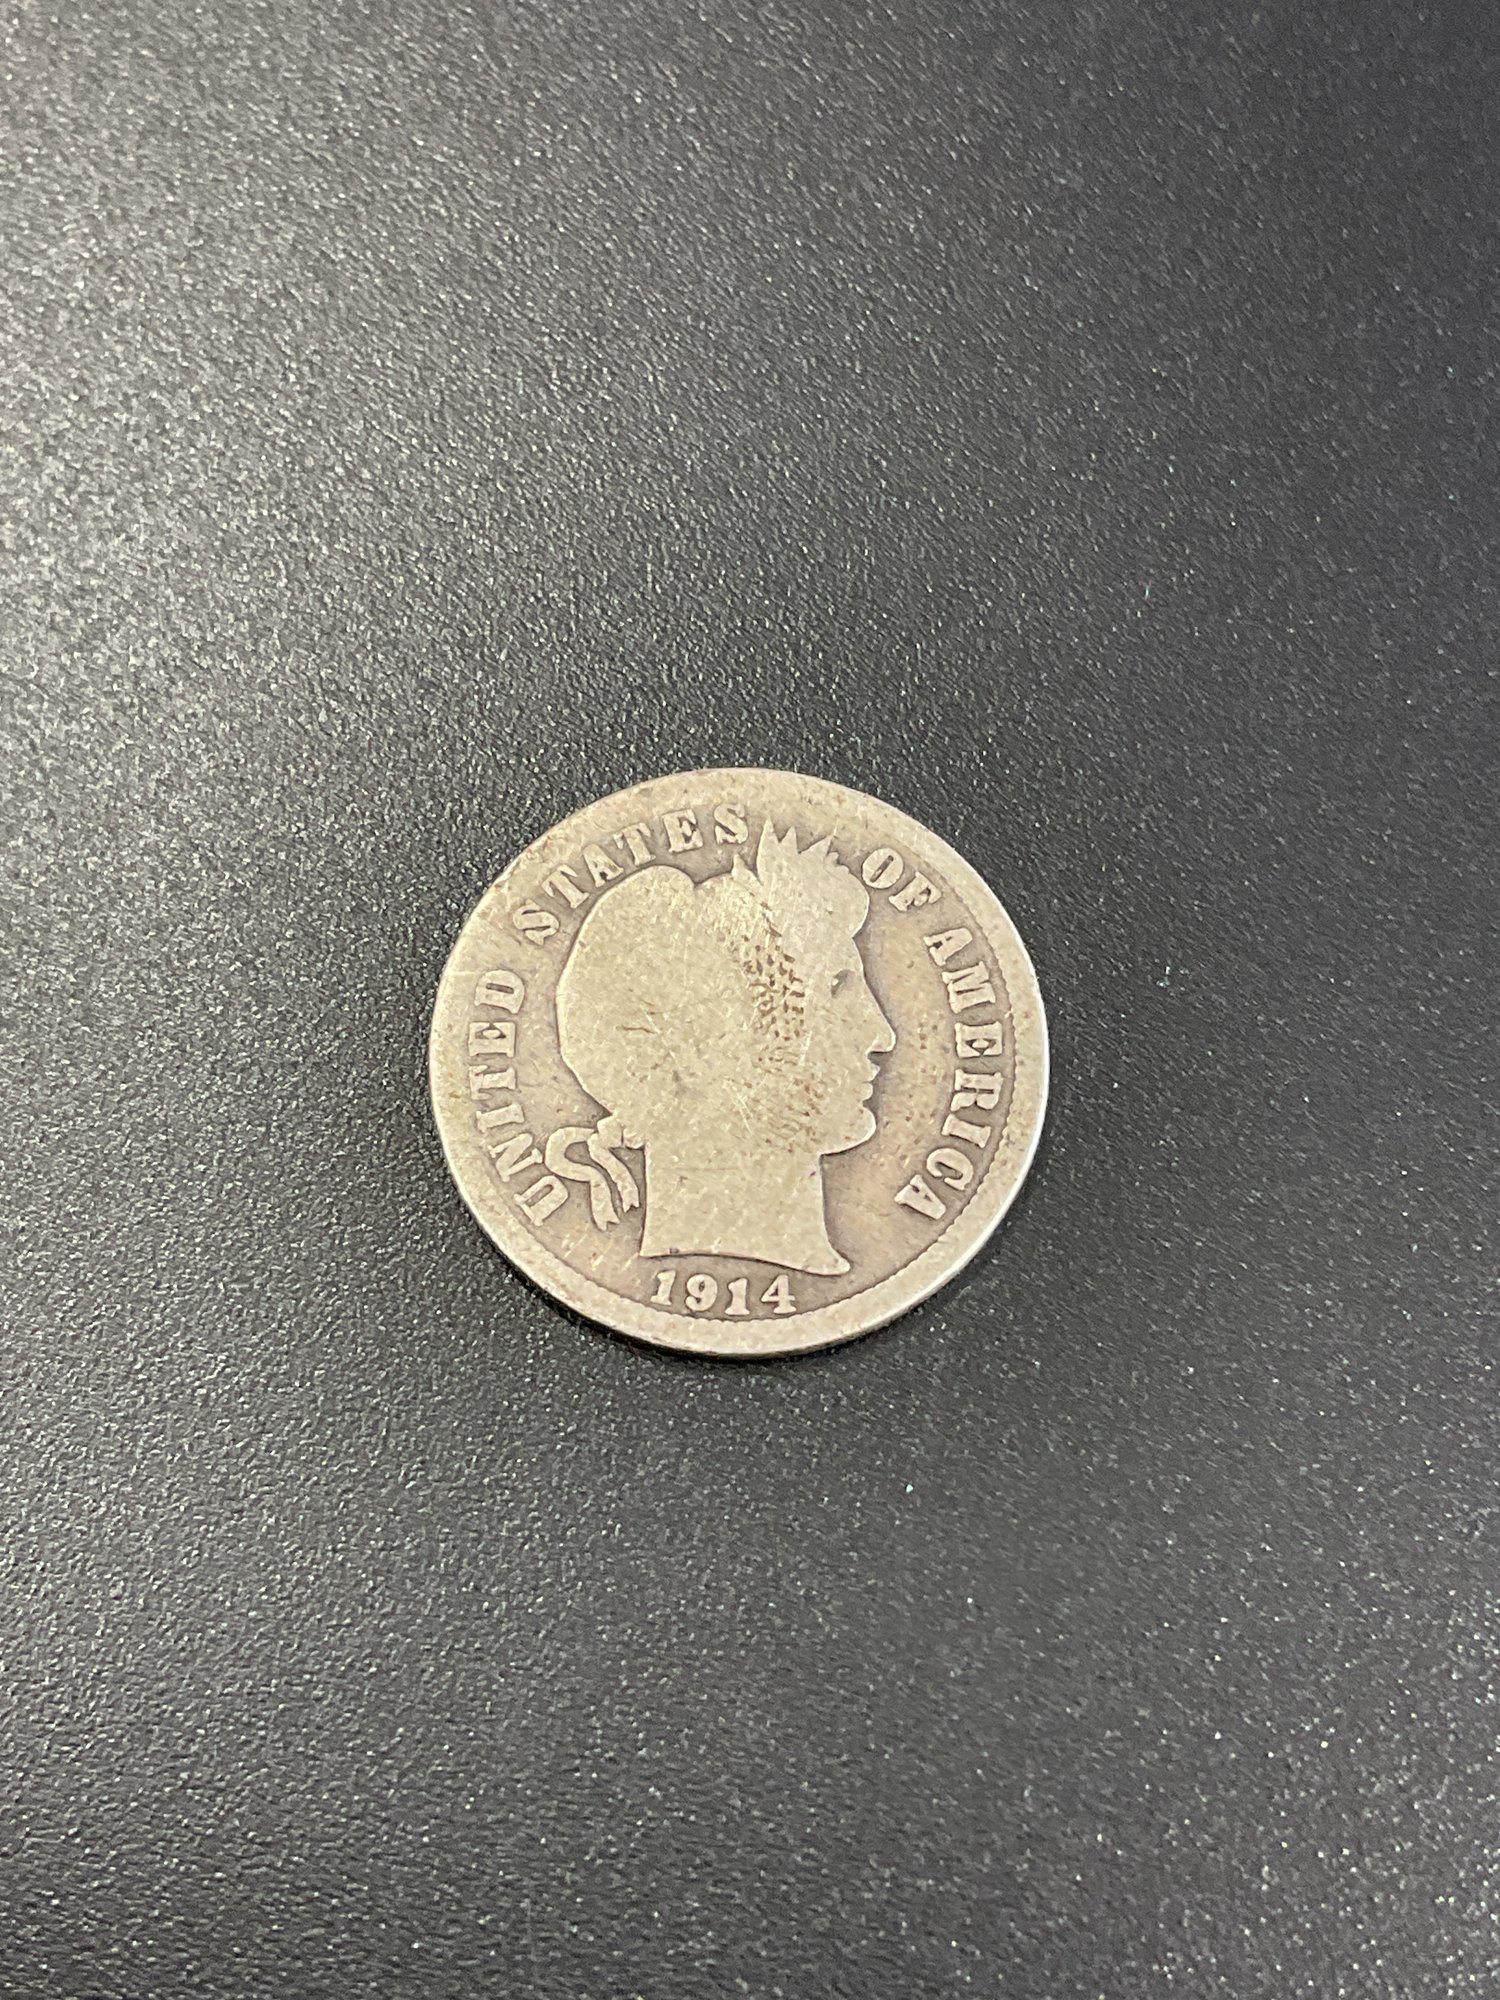 UNITED STATES OF AMERICA
1914